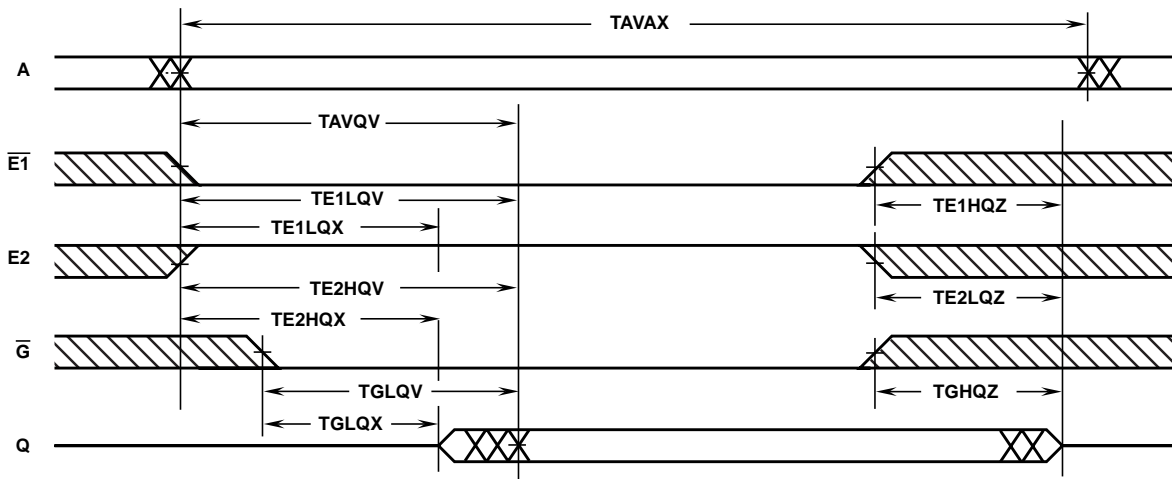 TAVAX
A
TAVQV
E1
TE1LQV
TE1HQZ
TE1LQX
E2
TE2HQV
TE2LQZ
TE2HQX
G
TGLQV
TGHQZ
TGLQX
Q